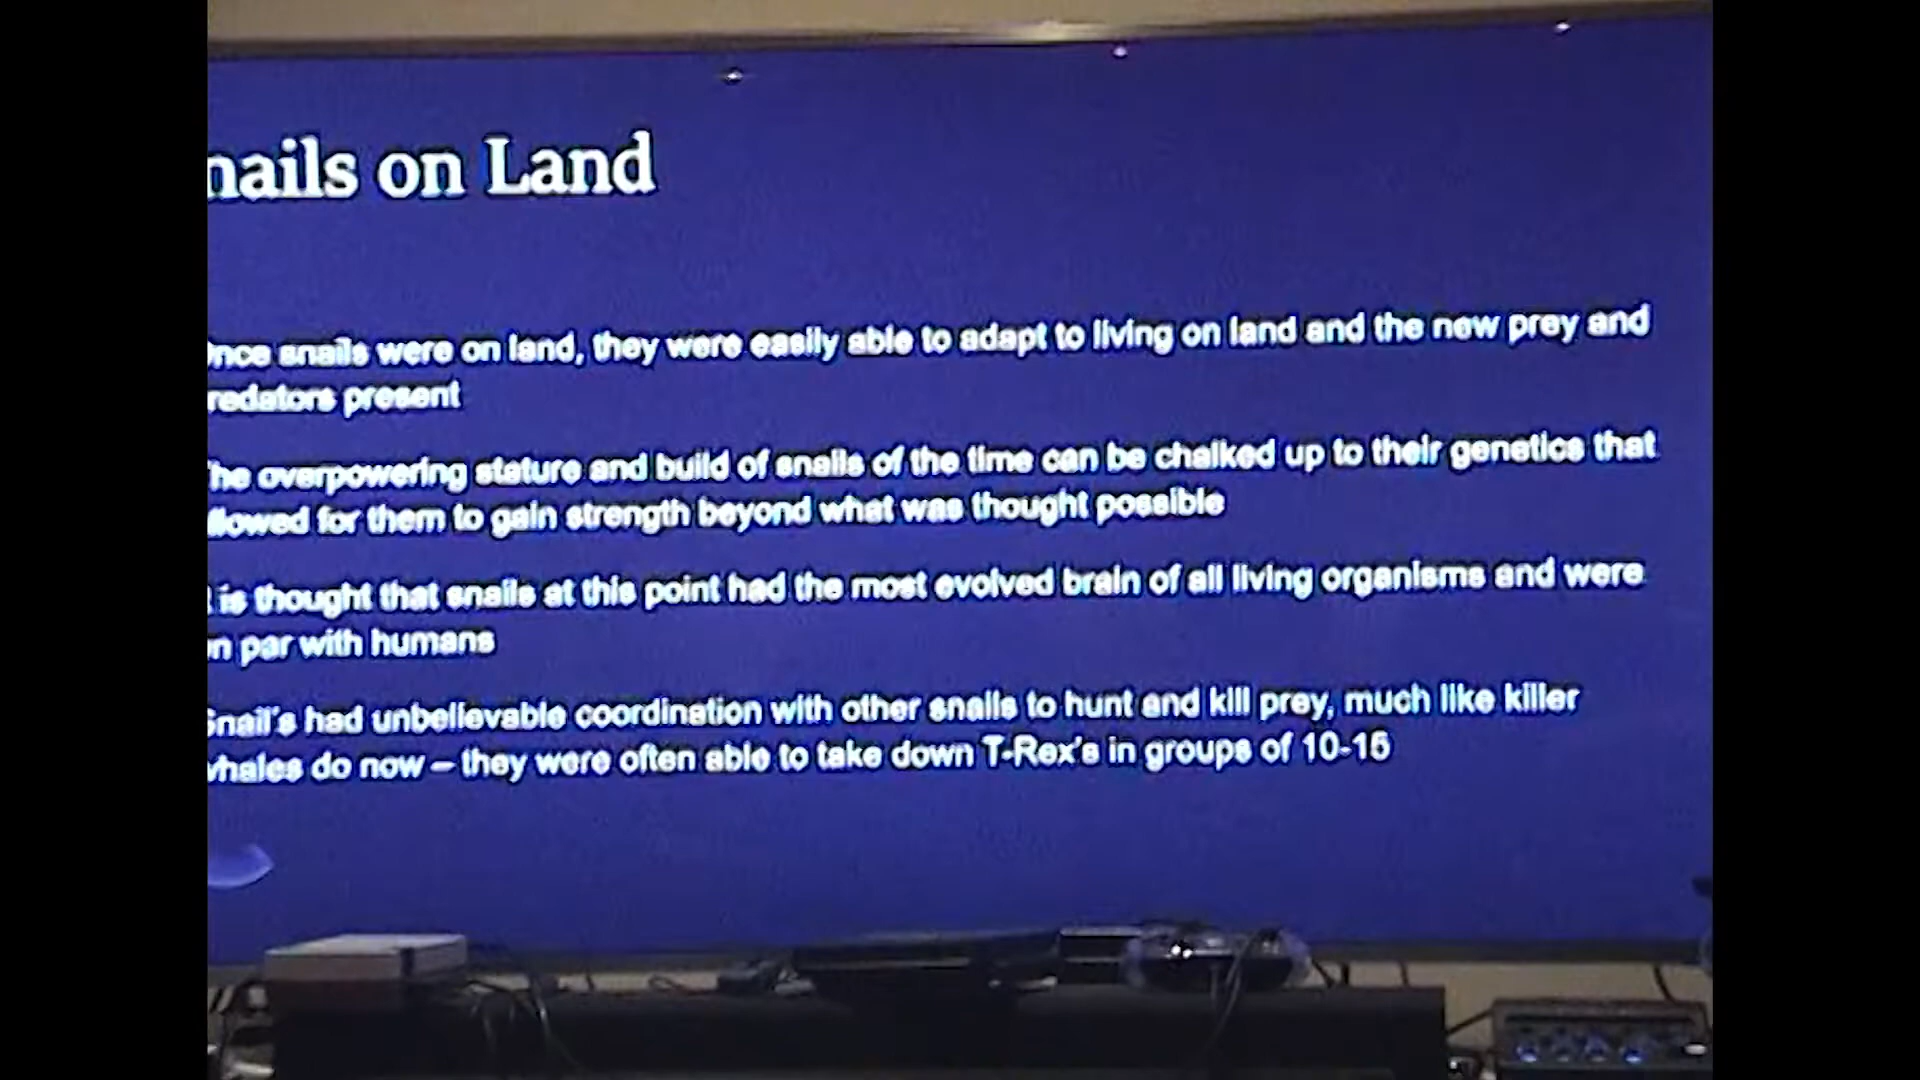 nails on Land
nce snails were on land, they were easily able to adapt to living on land and the new prey and
redators present
he overpowering stature and build of snails of the time can be chalked up to their genetics that
llowed for them to gain strength beyond what was thought possible
t is thought that snails at this point had the most evolved brain of all living organisms and were
n par with humans
Snail's had unbelievable coordination with other snails to hunt and kill prey, much like killer
whales do now – they were often able to take down T-Rex's in groups of 10-15